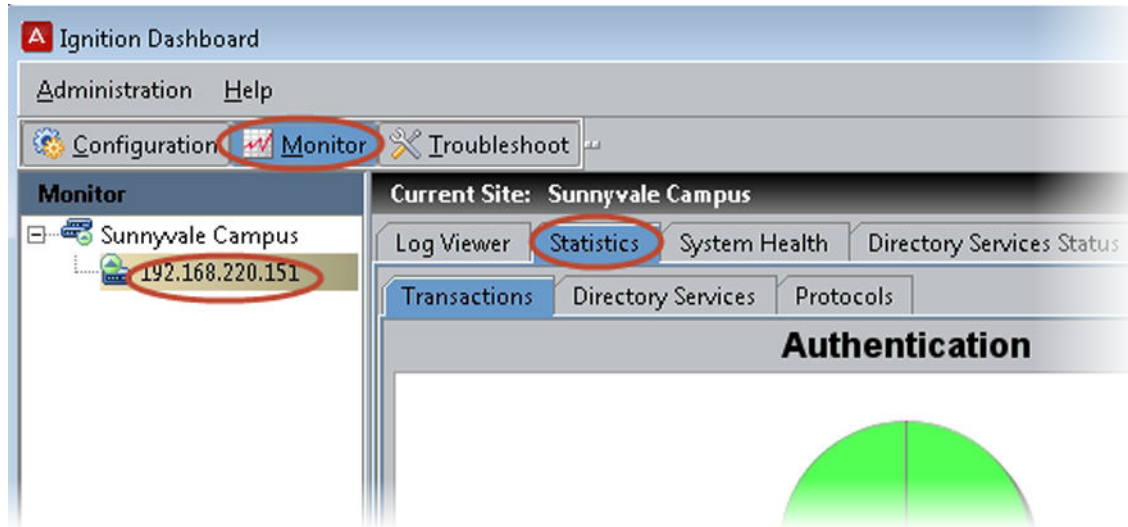 A Ignition Dashboard
Administration Help
Configuration Monitor Troubleshoot
Monitor
Current Site: Sunnyvale Campus
Sunnyvale Campus
192.168.220.151
Log Viewer Statistics System Health Directory Services Status
Transactions Directory Services Protocols
Authentication